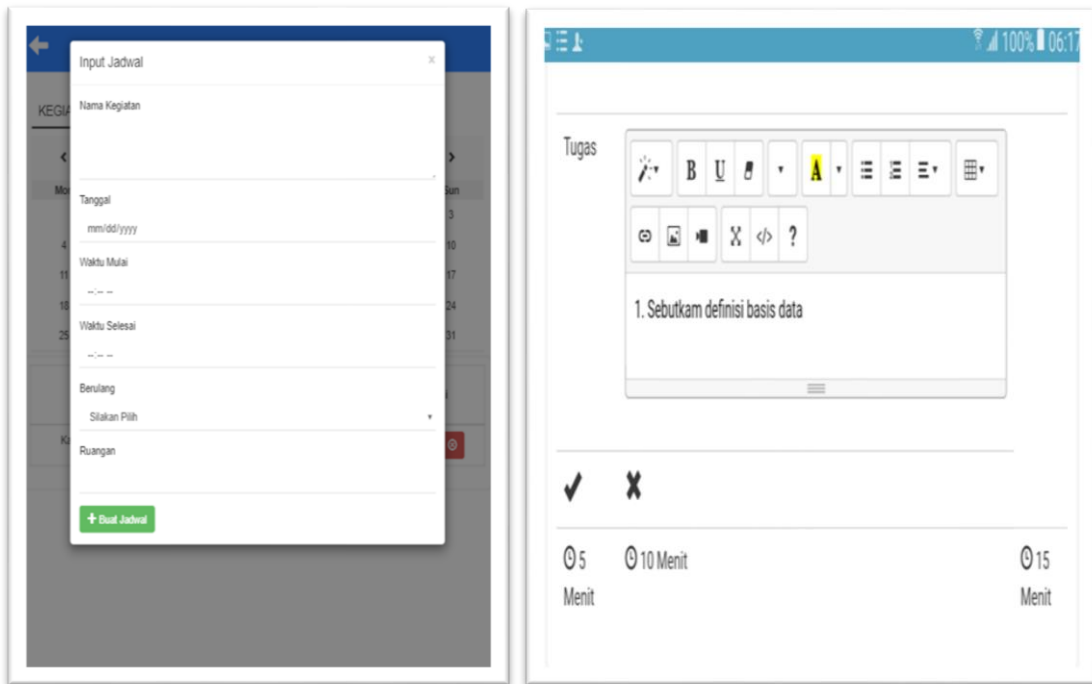 Input Jadwal
x
KEGIA
Nama Kegiatan
Mo
Sun
3
Tanggal
mm/dd/yyyy
4
10
Waktu Mulai
11
17
--:-- --
18
24
Waktu Selesai
25
31
--:-- --
Berulang
Silakan Pilih
Ka
Ruangan
+ Buat Jadwal
100% 06:17
Tugas
B U A
</> ?
1. Sebutkam definisi basis data
5 Menit
10 Menit
15 Menit